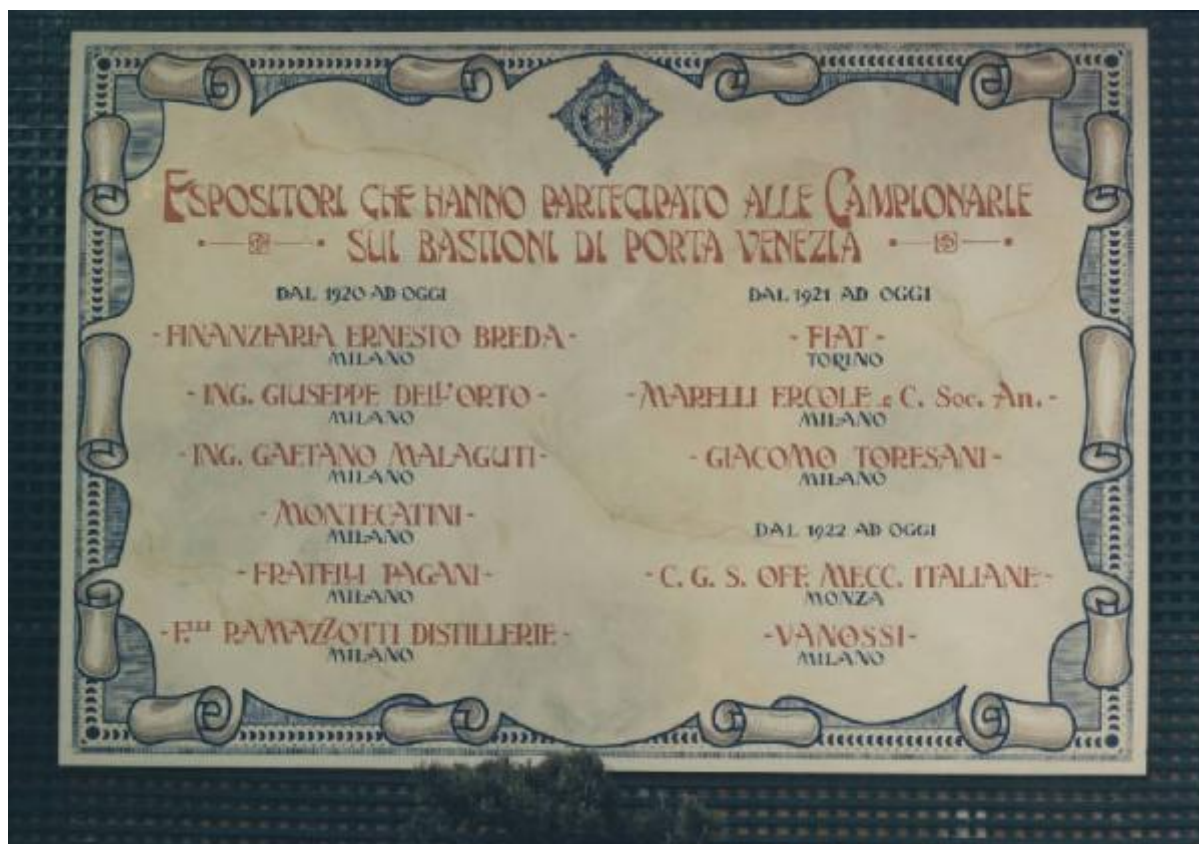 ESPOSITORI CHE HANNO PARTECIPATO ALLE CAMPIONARIE
SUI BASTIONI DI PORTA VENEZIA
DAL 1920 AD OGGI
- FINANZIARIA ERNESTO BREDA -
MILANO
- ING. GIUSEPPE DELL'ORTO -
MILANO
- ING. GAETANO MALAGUTI -
MILANO
- MONTECATINI -
MILANO
- FRATELLI PAGANI -
MILANO
- F.LLI RAMAZZOTTI DISTILLERIE -
MILANO
DAL 1921 AD OGGI
- FIAT -
TORINO
- MARELLI ERCOLE e C. Soc. An. -
MILANO
- GIACOMO TORESANI -
MILANO
DAL 1922 AD OGGI
- C. G. S. OFF. MECC. ITALIANE -
MONZA
- VANOSSI -
MILANO